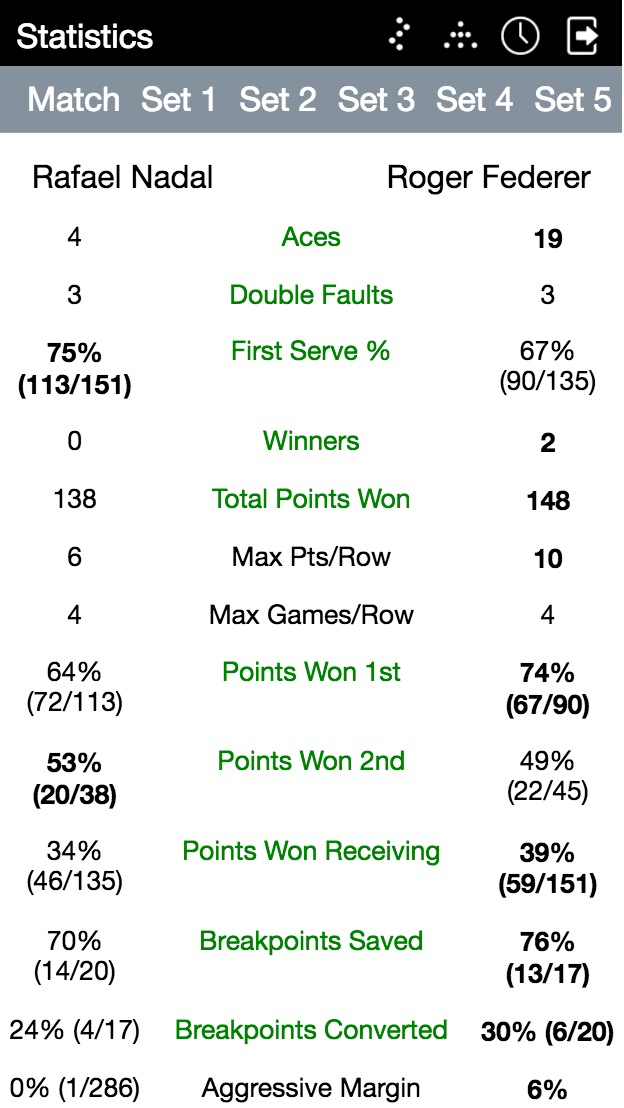 Statistics
Match Set 1 Set 2 Set 3 Set 4 Set 5
Rafael Nadal Roger Federer
4 Aces 19
3 Double Faults 3
75% First Serve % 67%
(113/151) (90/135)
0 Winners 2
138 Total Points Won 148
6 Max Pts/Row 10
4 Max Games/Row 4
64% Points Won 1st 74%
(72/113) (67/90)
53% Points Won 2nd 49%
(20/38) (22/45)
34% Points Won Receiving 39%
(46/135) (59/151)
70% Breakpoints Saved 76%
(14/20) (13/17)
24% (4/17) Breakpoints Converted 30% (6/20)
0% (1/286) Aggressive Margin 6%